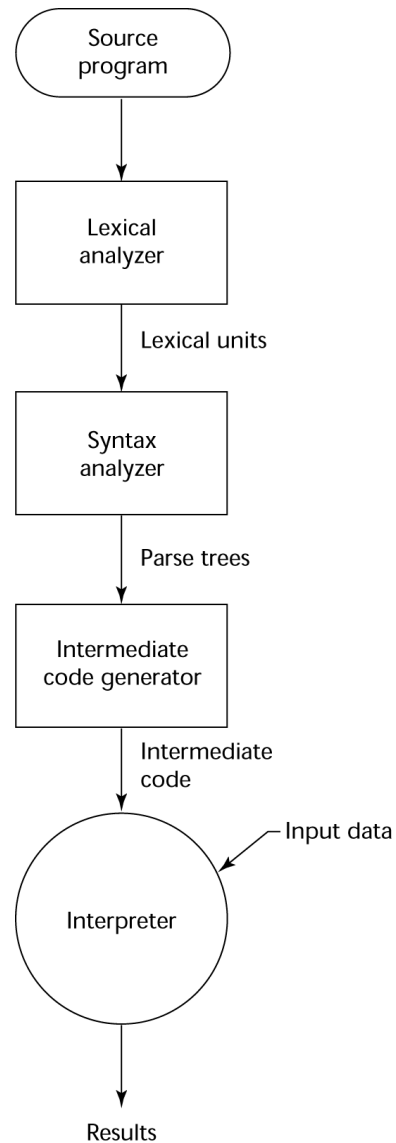 Source
program
Lexical
analyzer
Lexical units
Syntax
analyzer
Parse trees
Intermediate
code generator
Intermediate
code
Input data
Interpreter
Results